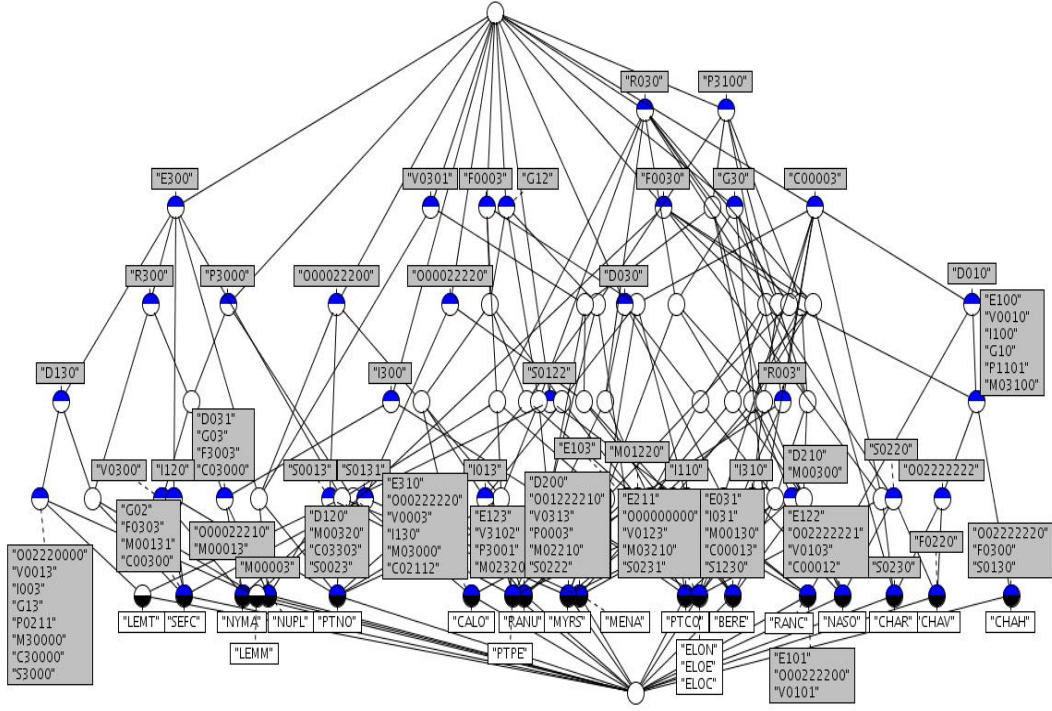 "R030"
"P3100"
"E300"
"V0301"
"F0003"
"G12"
"F0030"
"G30"
"C00003"
"R300"
"P3000"
"O00022200"
"O00022220"
"D030"
"D010"
"E100"
"V0010"
"I100"
"G10"
"P1101"
"M03100"
"D130"
"I300"
"S0122"
"R003"
"D031"
"G03"
"F3003"
"C03000"
"E103"
"M01220"
"D210"
"M00300"
"S0220"
"V0300"
"I120"
"S0013"
"S0131"
"I013"
"I110"
"I310"
"O02222222"
"G02"
"F0303"
"M00131"
"C00300"
"O00022210"
"M00013"
"M00003"
"D120"
"M00320"
"C03303"
"S0023"
"E310"
"O00222220"
"V0003"
"I130"
"M03000"
"C02112"
"E123"
"V3102"
"P3001"
"M02320"
"D200"
"O01222210"
"V0313"
"P0003"
"M02210"
"S0222"
"E211"
"O00000000"
"V0123"
"M03210"
"S0231"
"E031"
"I031"
"M00130"
"C00013"
"S1230"
"E122"
"O02222221"
"V0103"
"C00012"
"S0230"
"F0220"
"O02222220"
"F0300"
"S0130"
"O02220000"
"V0013"
"I003"
"G13"
"P0211"
"M30000"
"C30000"
"S3000"
"LEMT"
"SEFC"
"NYMA"
"NUPL"
"PTNO"
"CALO"
"RANU"
"MYRS"
"MENA"
"PTCO"
"BERE"
"RANC"
"NASO"
"CHAR"
"CHAV"
"CHAH"
"LEMM"
"PTPE"
"ELON"
"ELOE"
"ELOC"
"E101"
"O00222200"
"V0101"